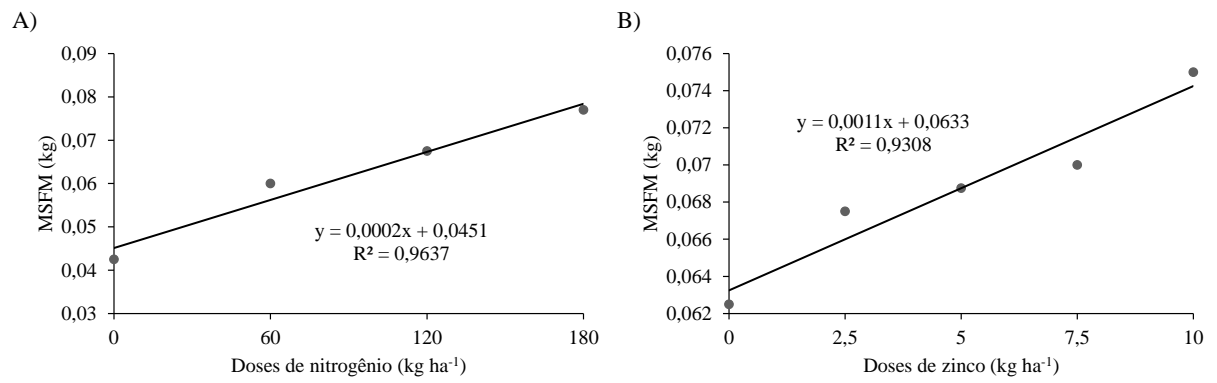 A)
MSFM (kg)
0,09
0,08
0,07
0,06
0,05
0,04
0,03
y = 0,0002x + 0,0451
R² = 0,9637
0 60 120 180
Doses de nitrogênio (kg ha⁻¹)
B)
MSFM (kg)
0,076
0,074
0,072
0,07
0,068
0,066
0,064
0,062
y = 0,0011x + 0,0633
R² = 0,9308
0 2,5 5 7,5 10
Doses de zinco (kg ha⁻¹)